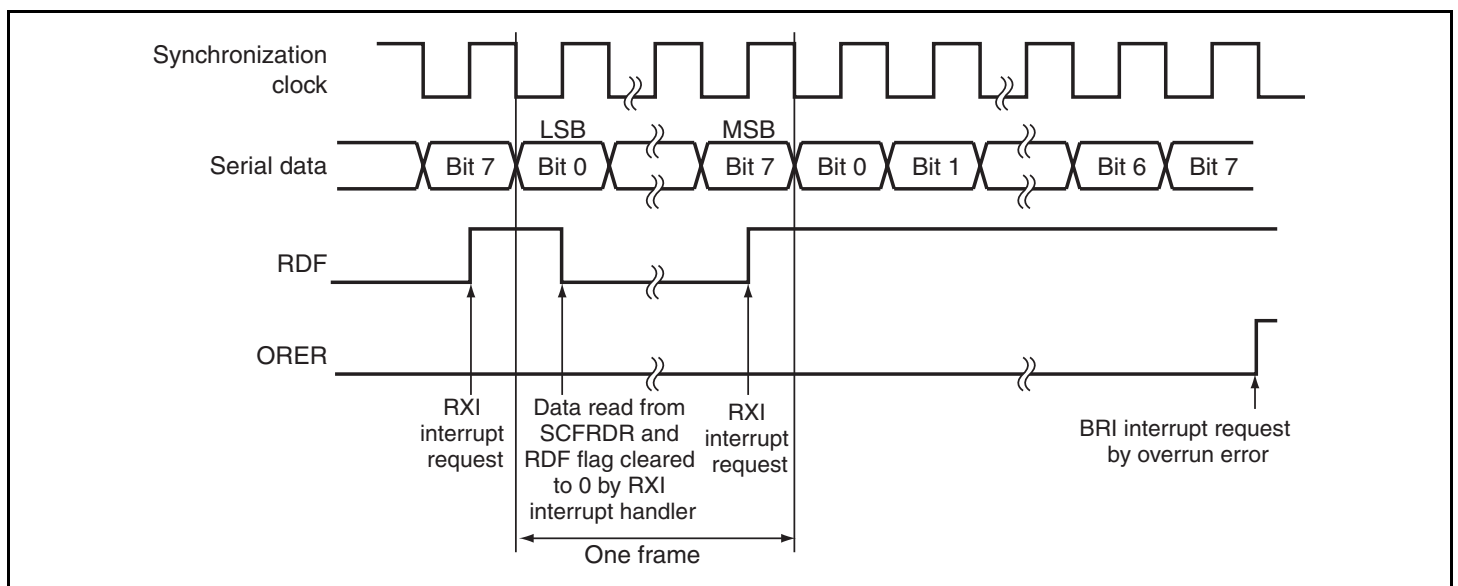 Synchronization
clock
LSB
MSB
Serial data
Bit 7
Bit 0
Bit 7
Bit 0
Bit 1
Bit 6
Bit 7
RDF
ORER
RXI
interrupt
request
Data read from
SCFRDR and
RDF flag cleared
to 0 by RXI
interrupt handler
RXI
interrupt
request
BRI interrupt request
by overrun error
One frame